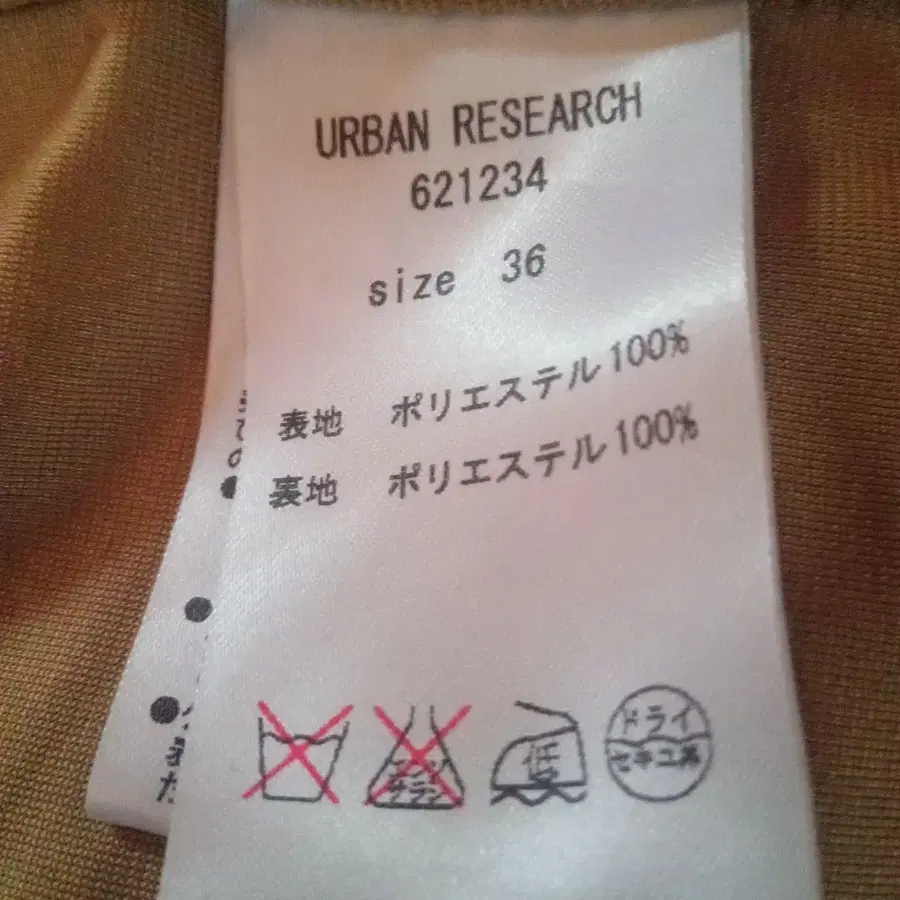 URBAN RESEARCH
621234
size 36
表地 ポリエステル100%
裏地 ポリエステル100%
低
ドライ
セキユ系